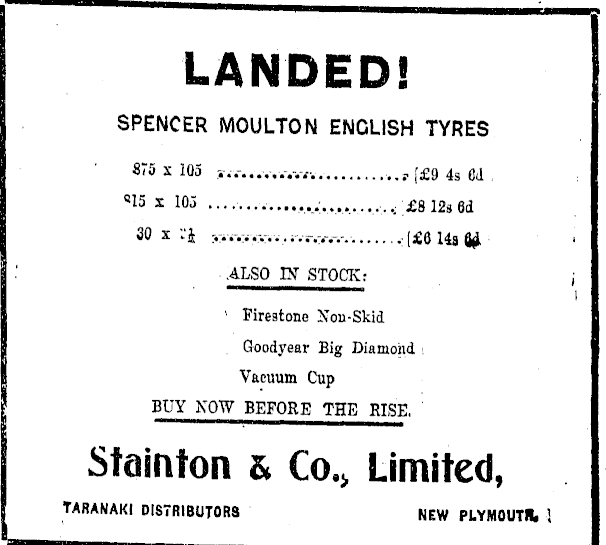 LANDED!
SPENCER MOULTON ENGLISH TYRES
875 x 105 .......................... £9 4s 6d
815 x 105 .......................... £8 12s 6d
30 x .......................... £6 14s 6d
ALSO IN STOCK:
Firestone Non-Skid
Goodyear Big Diamond
Vacuum Cup
BUY NOW BEFORE THE RISE.
Stainton & Co., Limited,
TARANAKI DISTRIBUTORS
NEW PLYMOUTH